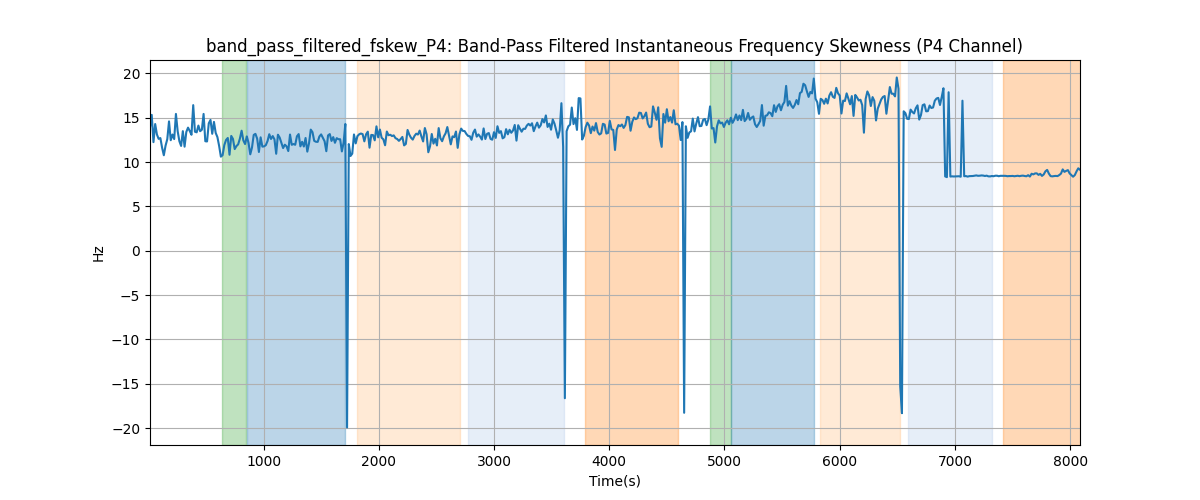 band_pass_filtered_fskew_P4: Band-Pass Filtered Instantaneous Frequency Skewness (P4 Channel)
20
15
10
5
0
−5
−10
−15
−20
Hz
1000 2000 3000 4000 5000 6000 7000 8000
Time(s)